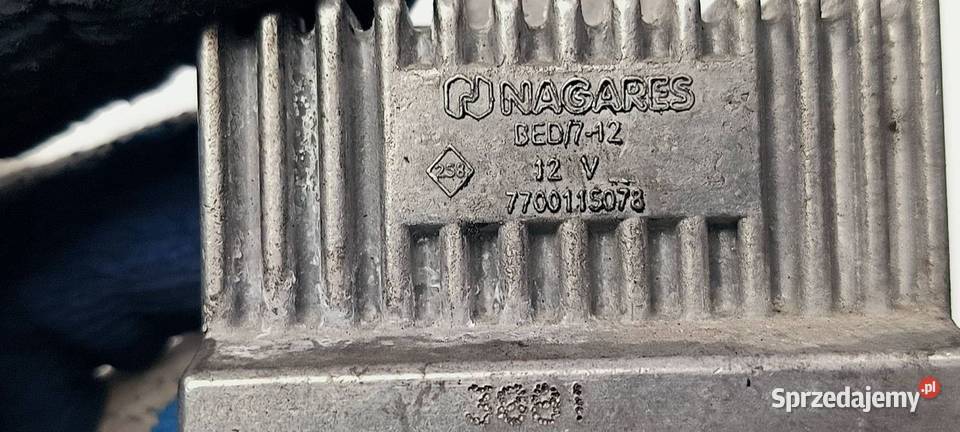 NAGARES
BED/7-12
258
12 V
7700115078
3881
Sprzedajemy.pl